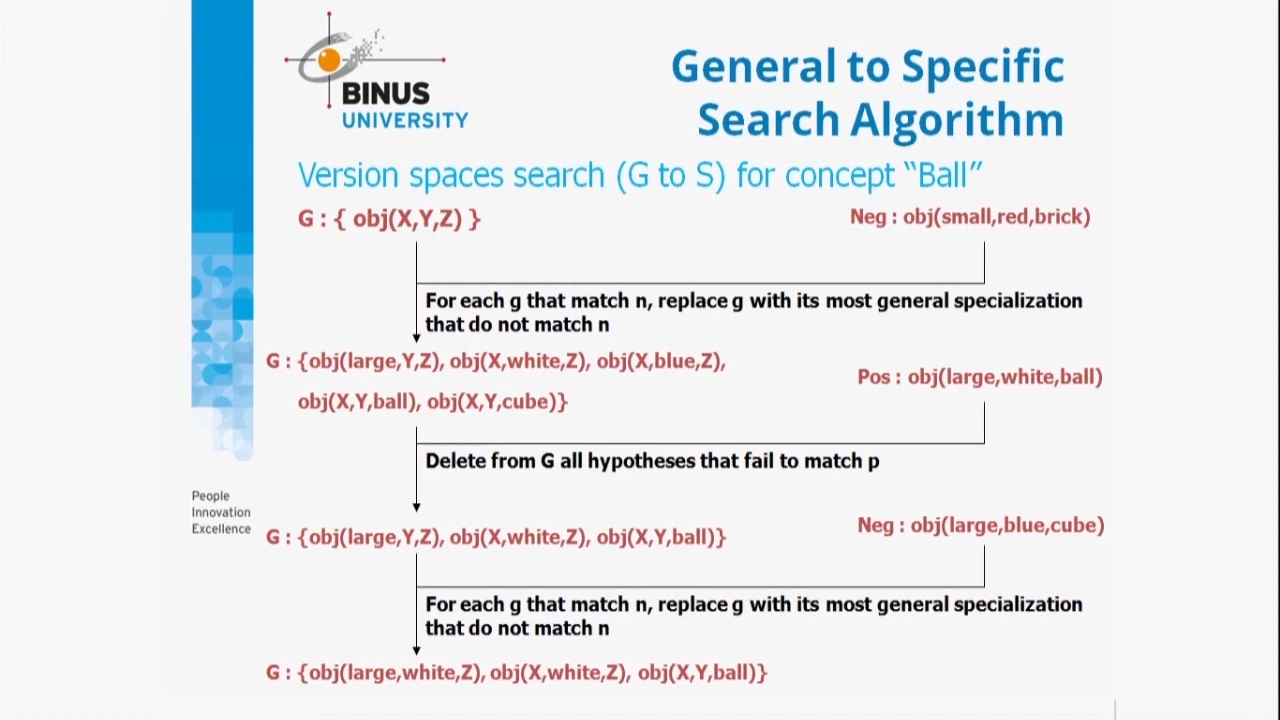 BINUS
UNIVERSITY
General to Specific
Search Algorithm
Version spaces search (G to S) for concept “Ball”
G : { obj(X,Y,Z) }
Neg : obj(small,red,brick)
For each g that match n, replace g with its most general specialization
that do not match n
G : {obj(large,Y,Z), obj(X,white,Z), obj(X,blue,Z),
obj(X,Y,ball), obj(X,Y,cube)}
Pos : obj(large,white,ball)
Delete from G all hypotheses that fail to match p
G : {obj(large,Y,Z), obj(X,white,Z), obj(X,Y,ball)}
Neg : obj(large,blue,cube)
For each g that match n, replace g with its most general specialization
that do not match n
G : {obj(large,white,Z), obj(X,white,Z), obj(X,Y,ball)}
People
Innovation
Excellence